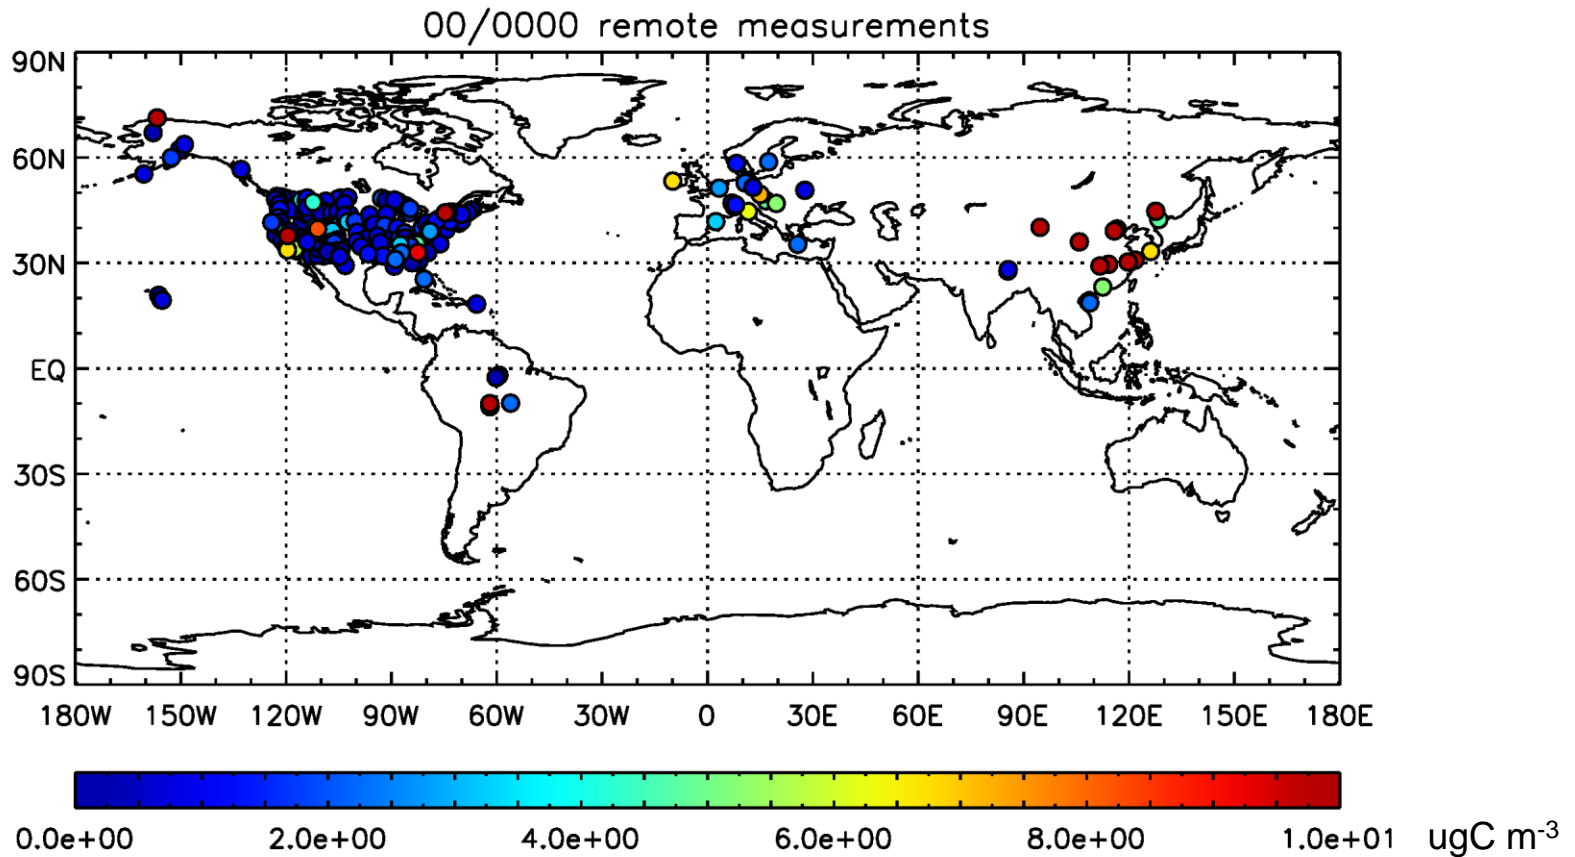 00/0000 remote measurements
90N
60N
30N
EQ
30S
60S
90S
180W 150W 120W 90W 60W 30W 0 30E 60E 90E 120E 150E 180E
0.0e+00 2.0e+00 4.0e+00 6.0e+00 8.0e+00 1.0e+01 ugC m⁻³